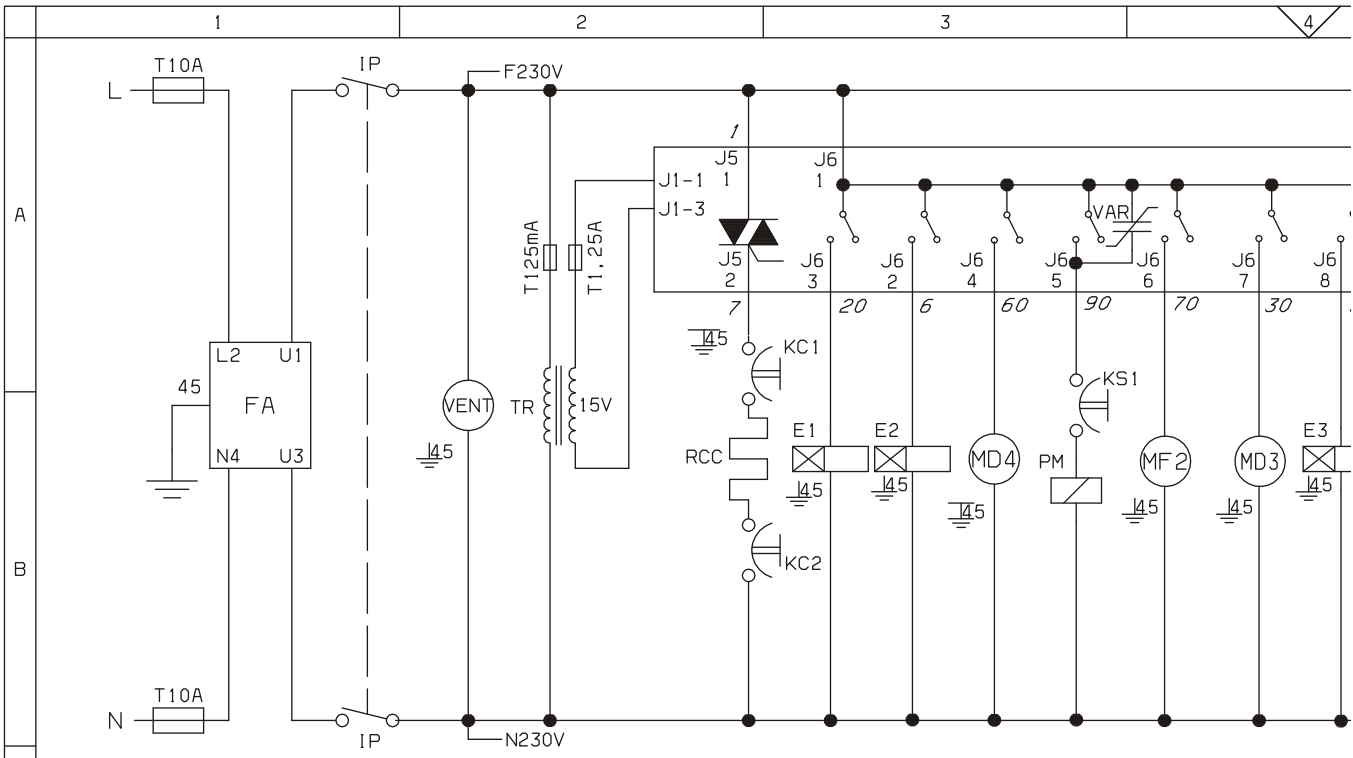 1 2 3 4
A
B
T10A
L
IP
F230V
1
J5
1
J6
1
J1-1
J1-3
VAR
T125mA
T1,25A
J5
2
J6
3
J6
2
J6
4
J6
5
J6
6
J6
7
J6
8
7
20
6
60
90
70
30
45
KC1
KS1
L2 U1
FA
N4 U3
45
VENT
45
TR
15V
RCC
E1
45
E2
45
MD4
45
PM
MF2
45
MD3
45
E3
45
KC2
T10A
N
IP
N230V